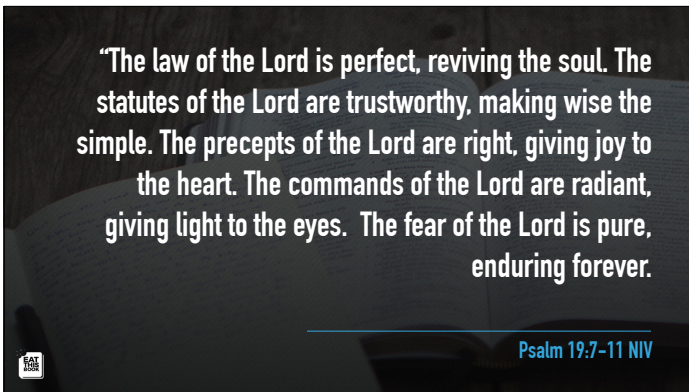 “The law of the Lord is perfect, reviving the soul. The
statutes of the Lord are trustworthy, making wise the
simple. The precepts of the Lord are right, giving joy to
the heart. The commands of the Lord are radiant,
giving light to the eyes.  The fear of the Lord is pure,
enduring forever.
Psalm 19:7-11 NIV
EAT
THIS
BOOK